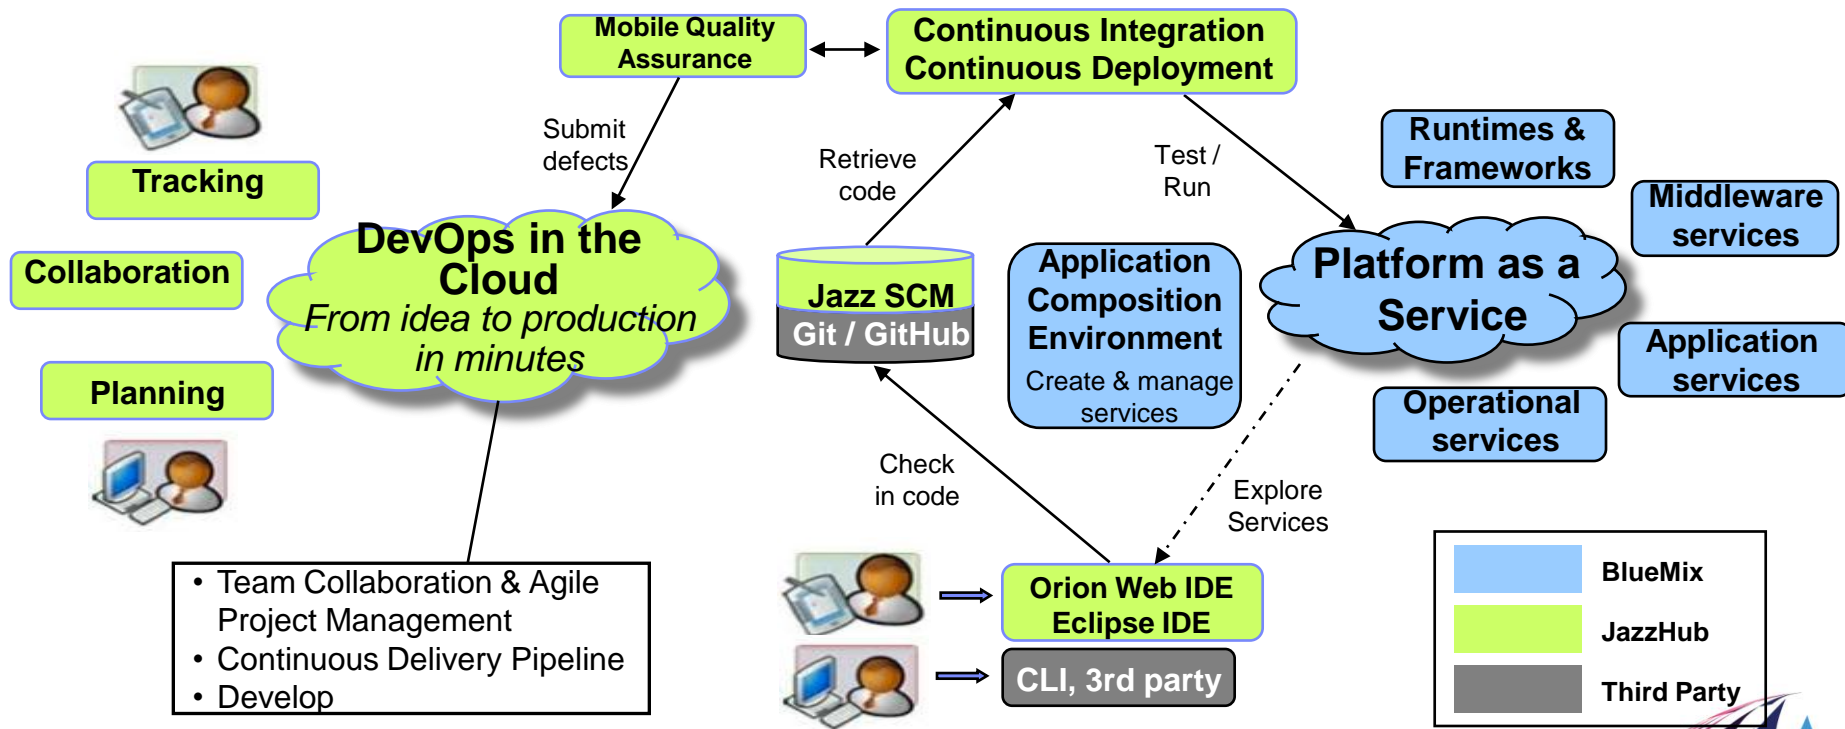 Mobile Quality
Assurance
Continuous Integration
Continuous Deployment
Submit
defects
Retrieve
code
Test /
Run
Runtimes &
Frameworks
Tracking
Middleware
services
DevOps in the
Cloud
From idea to production
in minutes
Collaboration
Jazz SCM
Git / GitHub
Application
Composition
Environment
Create & manage
services
Platform as a
Service
Application
services
Planning
Operational
services
Check
in code
Explore
Services
• Team Collaboration & Agile
Project Management
• Continuous Delivery Pipeline
• Develop
Orion Web IDE
Eclipse IDE
CLI, 3rd party
BlueMix
JazzHub
Third Party